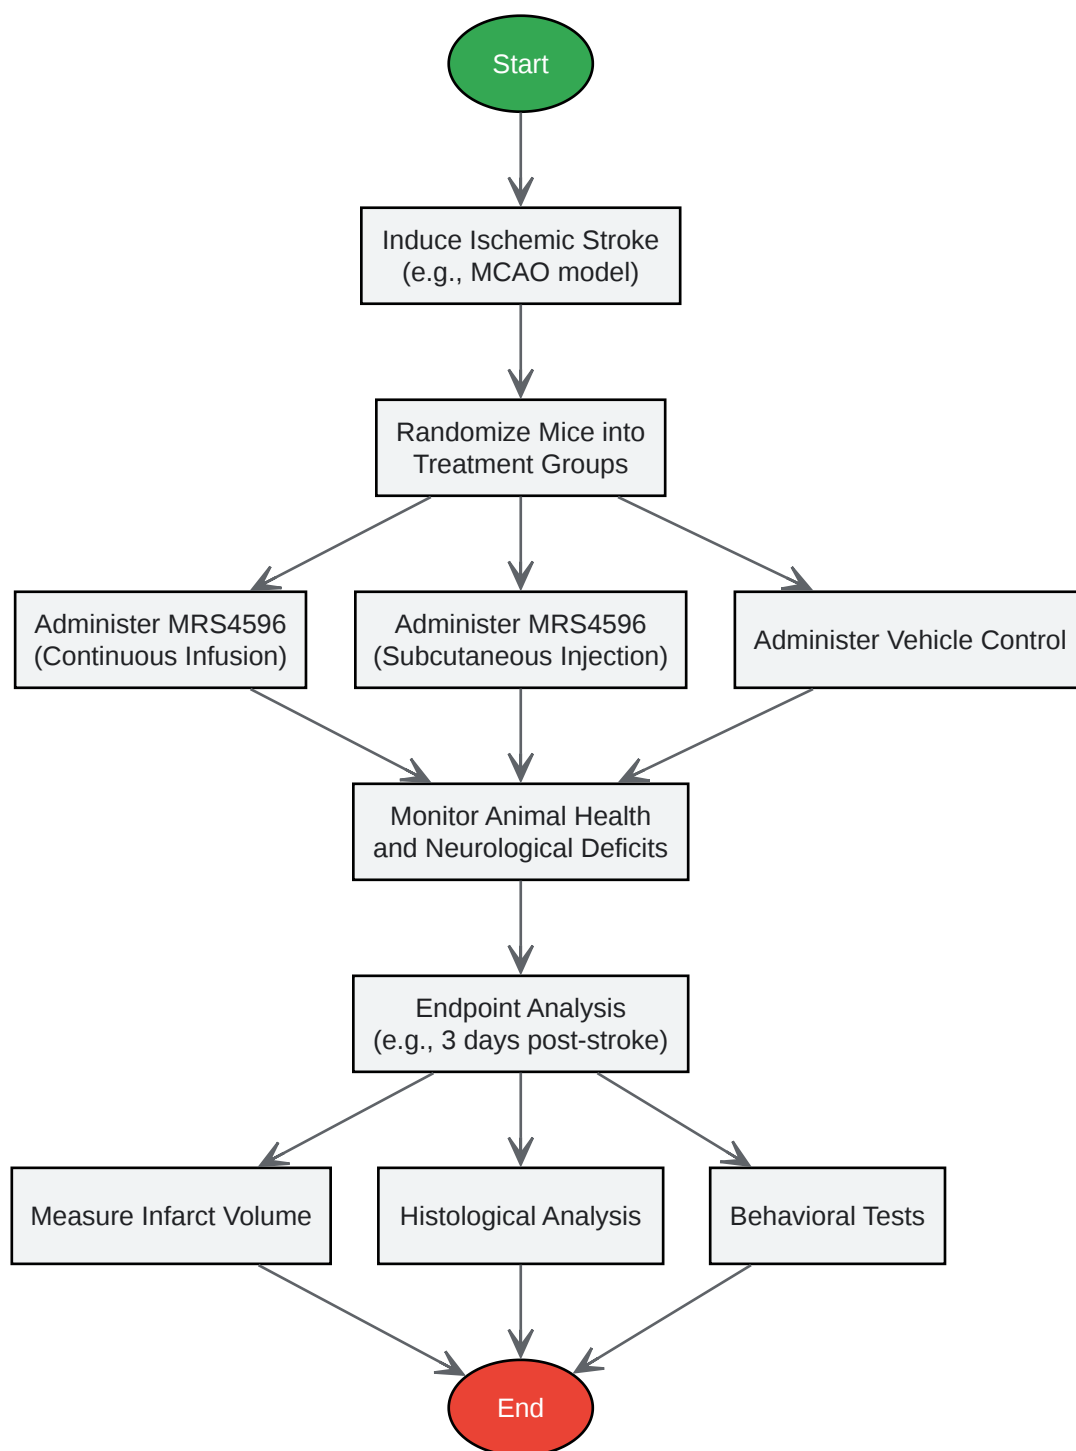 Start
Induce Ischemic Stroke
(e.g., MCAO model)
Randomize Mice into
Treatment Groups
Administer MRS4596
(Continuous Infusion)
Administer MRS4596
(Subcutaneous Injection)
Administer Vehicle Control
Monitor Animal Health
and Neurological Deficits
Endpoint Analysis
(e.g., 3 days post-stroke)
Measure Infarct Volume
Histological Analysis
Behavioral Tests
End